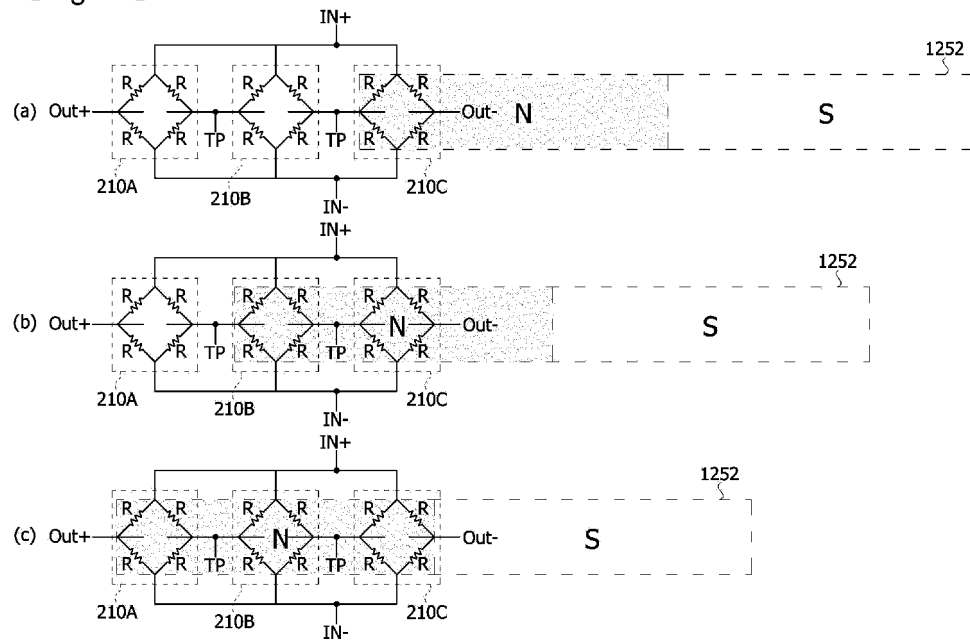 IN+
1252
R R R R R R
(a) Out+ TP TP Out- N S
R R R R R R
210A 210B 210C
IN-
IN+
1252
R R R R R R
(b) Out+ TP TP N Out- S
R R R R R R
210A 210B 210C
IN-
IN+
1252
R R R R R R
(c) Out+ TP N TP Out- S
R R R R R R
210A 210B 210C
IN-